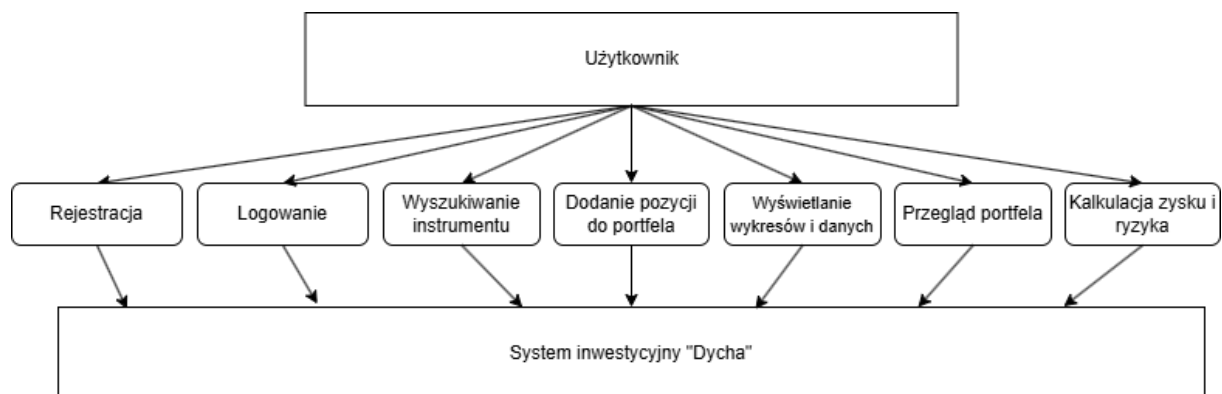 Użytkownik
Rejestracja
Logowanie
Wyszukiwanie
instrumentu
Dodanie pozycji
do portfela
Wyświetlanie
wykresów i danych
Przegląd portfela
Kalkulacja zysku i
ryzyka
System inwestycyjny "Dycha"